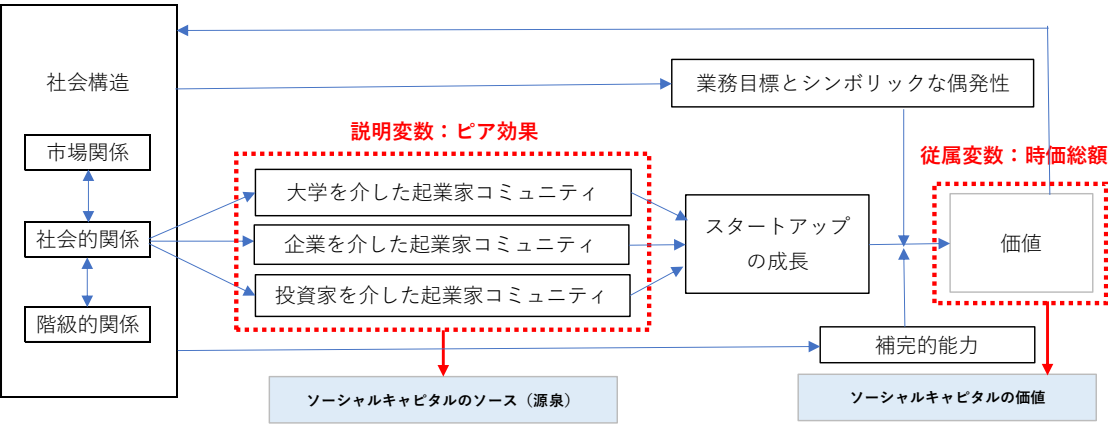 社会構造
市場関係
社会的関係
階級的関係
説明変数：ピア効果
大学を介した起業家コミュニティ
企業を介した起業家コミュニティ
投資家を介した起業家コミュニティ
ソーシャルキャピタルのソース（源泉）
業務目標とシンボリックな偶発性
スタートアップ
の成長
補完的能力
従属変数：時価総額
価値
ソーシャルキャピタルの価値